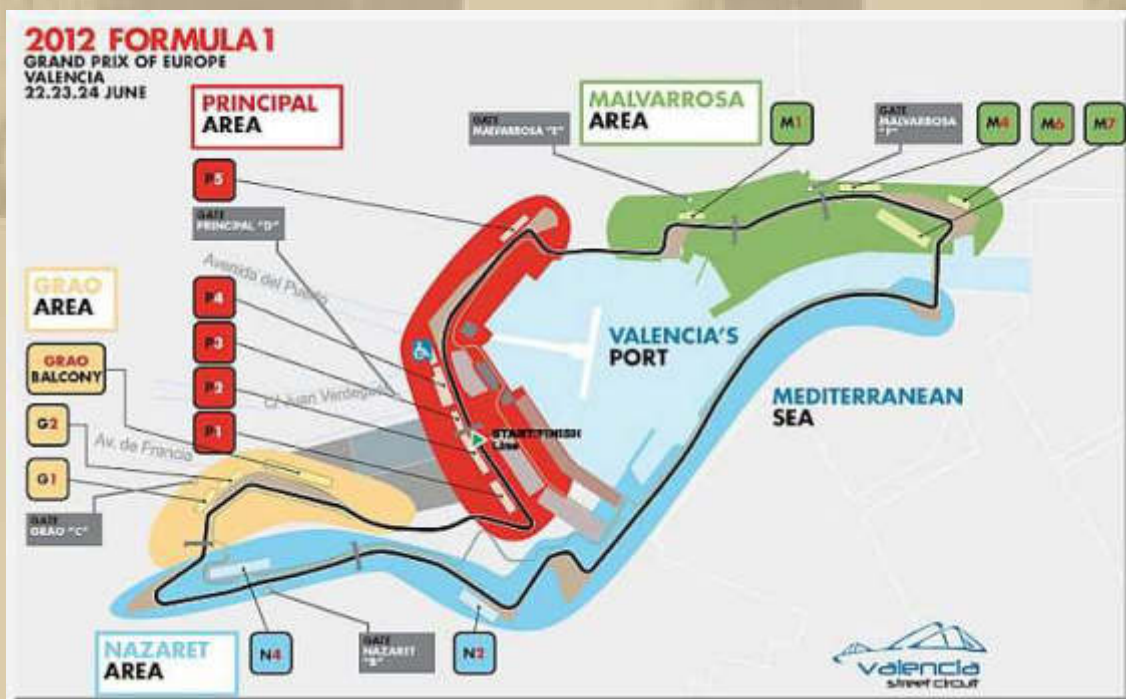 2012 FORMULA 1
GRAND PRIX OF EUROPE
VALENCIA
22.23.24 JUNE
PRINCIPAL
AREA
MALVARROSA
AREA
GATE
MALVARROSA "E"
M1
GATE
MALVARROSA
"F"
M4
M6
M7
P5
GATE
PRINCIPAL "D"
Avenida del Puerto
GRAO
AREA
P4
P3
P2
P1
GRAO
BALCONY
C/ Juan Verdeguer
G2
Av. de Francia
G1
GATE
GRAO "C"
START/FINISH
Line
VALENCIA'S
PORT
MEDITERRANEAN
SEA
NAZARET
AREA
N4
GATE
NAZARET
"B"
N2
valencia
street circuit